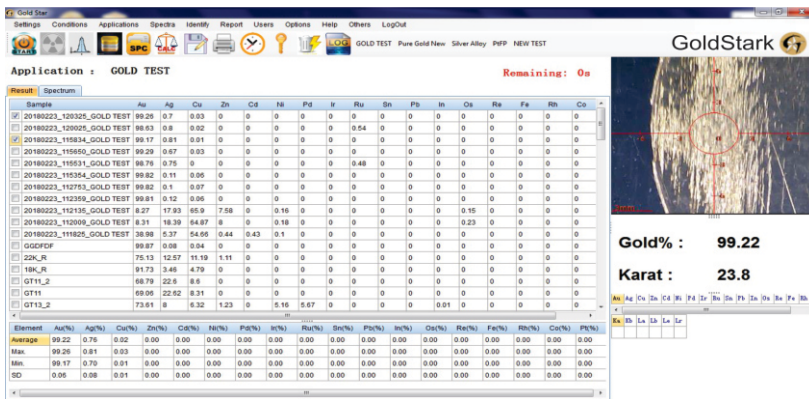 Gold Star
Settings Conditions Applications Spectra Identify Report Users Options Help Others LogOut
START SPC CALC LOG GOLD TEST Pure Gold New Silver Alloy PtFP NEW TEST
GoldStark
Application : GOLD TEST Remaining: 0s
Result Spectrum
Sample Au Ag Cu Zn Cd Ni Pd Ir Ru Sn Pb In Os Re Fe Rh Co
20180223_120325_GOLD TEST 99.26 0.7 0.03 0 0 0 0 0 0 0 0 0 0 0 0 0 0
20180223_120025_GOLD TEST 98.63 0.8 0.02 0 0 0 0 0 0.54 0 0 0 0 0 0 0 0
20180223_115834_GOLD TEST 99.17 0.81 0.01 0 0 0 0 0 0 0 0 0 0 0 0 0 0
20180223_115650_GOLD TEST 99.29 0.67 0.03 0 0 0 0 0 0 0 0 0 0 0 0 0 0
20180223_115531_GOLD TEST 98.76 0.75 0 0 0 0 0 0 0.48 0 0 0 0 0 0 0 0
20180223_115354_GOLD TEST 99.82 0.11 0.06 0 0 0 0 0 0 0 0 0 0 0 0 0 0
20180223_112753_GOLD TEST 99.82 0.1 0.07 0 0 0 0 0 0 0 0 0 0 0 0 0 0
20180223_112359_GOLD TEST 99.81 0.12 0.06 0 0 0 0 0 0 0 0 0 0 0 0 0 0
20180223_112135_GOLD TEST 8.27 17.93 65.9 7.58 0 0.16 0 0 0 0 0 0 0.15 0 0 0 0
20180223_112009_GOLD TEST 8.31 18.39 64.87 8 0 0.18 0 0 0 0 0 0 0.23 0 0 0 0
20180223_111825_GOLD TEST 38.98 5.37 54.66 0.44 0.43 0.1 0 0 0 0 0 0 0 0 0 0 0
GGDFDF 99.87 0.08 0.04 0 0 0 0 0 0 0 0 0 0 0 0 0 0
22K_R 75.13 12.57 11.19 1.11 0 0 0 0 0 0 0 0 0 0 0 0 0
18K_R 91.73 3.46 4.79 0 0 0 0 0 0 0 0 0 0 0 0 0 0
GT11_2 68.79 22.6 8.6 0 0 0 0 0 0 0 0 0 0 0 0 0 0
GT11 69.06 22.62 8.31 0 0 0 0 0 0 0 0 0 0 0 0 0 0
GT13_2 73.61 8 6.32 1.23 0 5.16 5.67 0 0 0 0 0.01 0 0 0 0 0
Element Au(%) Ag(%) Cu(%) Zn(%) Cd(%) Ni(%) Pd(%) Ir(%) Ru(%) Sn(%) Pb(%) In(%) Os(%) Re(%) Fe(%) Rh(%) Co(%) Pt(%)
Average 99.22 0.76 0.02 0.00 0.00 0.00 0.00 0.00 0.00 0.00 0.00 0.00 0.00 0.00 0.00 0.00 0.00 0.00
Max. 99.26 0.81 0.03 0.00 0.00 0.00 0.00 0.00 0.00 0.00 0.00 0.00 0.00 0.00 0.00 0.00 0.00 0.00
Min. 99.17 0.70 0.01 0.00 0.00 0.00 0.00 0.00 0.00 0.00 0.00 0.00 0.00 0.00 0.00 0.00 0.00 0.00
SD 0.06 0.08 0.01 0.00 0.00 0.00 0.00 0.00 0.00 0.00 0.00 0.00 0.00 0.00 0.00 0.00 0.00 0.00
Gold% : 99.22
Karat : 23.8
Au Ag Cu Zn Cd Ni Pd Ir Ru Sn Pb In Os Re Fe Rh
Ka Kb La Lb Le Lr